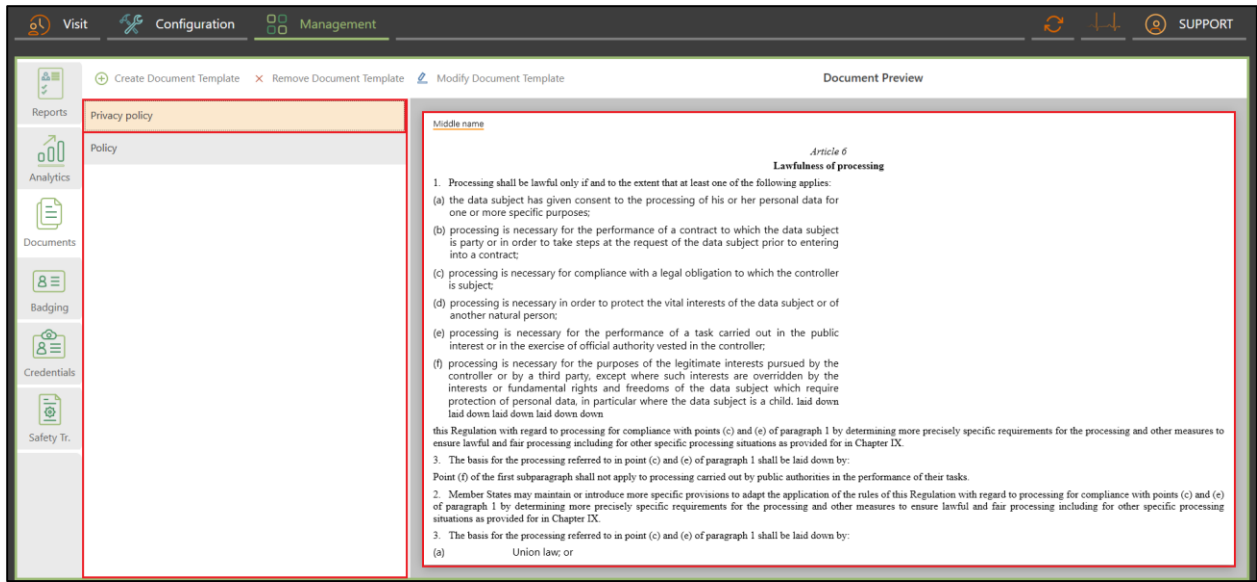 Visit
Configuration
Management
SUPPORT
Reports
Analytics
Documents
Badging
Credentials
Safety Tr.
Create Document Template
Remove Document Template
Modify Document Template
Document Preview
Privacy policy
Policy
Middle name
Article 6
Lawfulness of processing
1. Processing shall be lawful only if and to the extent that at least one of the following applies:
(a) the data subject has given consent to the processing of his or her personal data for
one or more specific purposes;
(b) processing is necessary for the performance of a contract to which the data subject
is party or in order to take steps at the request of the data subject prior to entering
into a contract;
(c) processing is necessary for compliance with a legal obligation to which the controller
is subject;
(d) processing is necessary in order to protect the vital interests of the data subject or of
another natural person;
(e) processing is necessary for the performance of a task carried out in the public
interest or in the exercise of official authority vested in the controller;
(f) processing is necessary for the purposes of the legitimate interests pursued by the
controller or by a third party, except where such interests are overridden by the
interests or fundamental rights and freedoms of the data subject which require
protection of personal data, in particular where the data subject is a child. laid down
laid down laid down laid down down
this Regulation with regard to processing for compliance with points (c) and (e) of paragraph 1 by determining more precisely specific requirements for the processing and other measures to
ensure lawful and fair processing including for other specific processing situations as provided for in Chapter IX.
3. The basis for the processing referred to in point (c) and (e) of paragraph 1 shall be laid down by:
Point (f) of the first subparagraph shall not apply to processing carried out by public authorities in the performance of their tasks.
2. Member States may maintain or introduce more specific provisions to adapt the application of the rules of this Regulation with regard to processing for compliance with points (c) and (e)
of paragraph 1 by determining more precisely specific requirements for the processing and other measures to ensure lawful and fair processing including for other specific processing
situations as provided for in Chapter IX.
3. The basis for the processing referred to in point (c) and (e) of paragraph 1 shall be laid down by:
(a) Union law; or